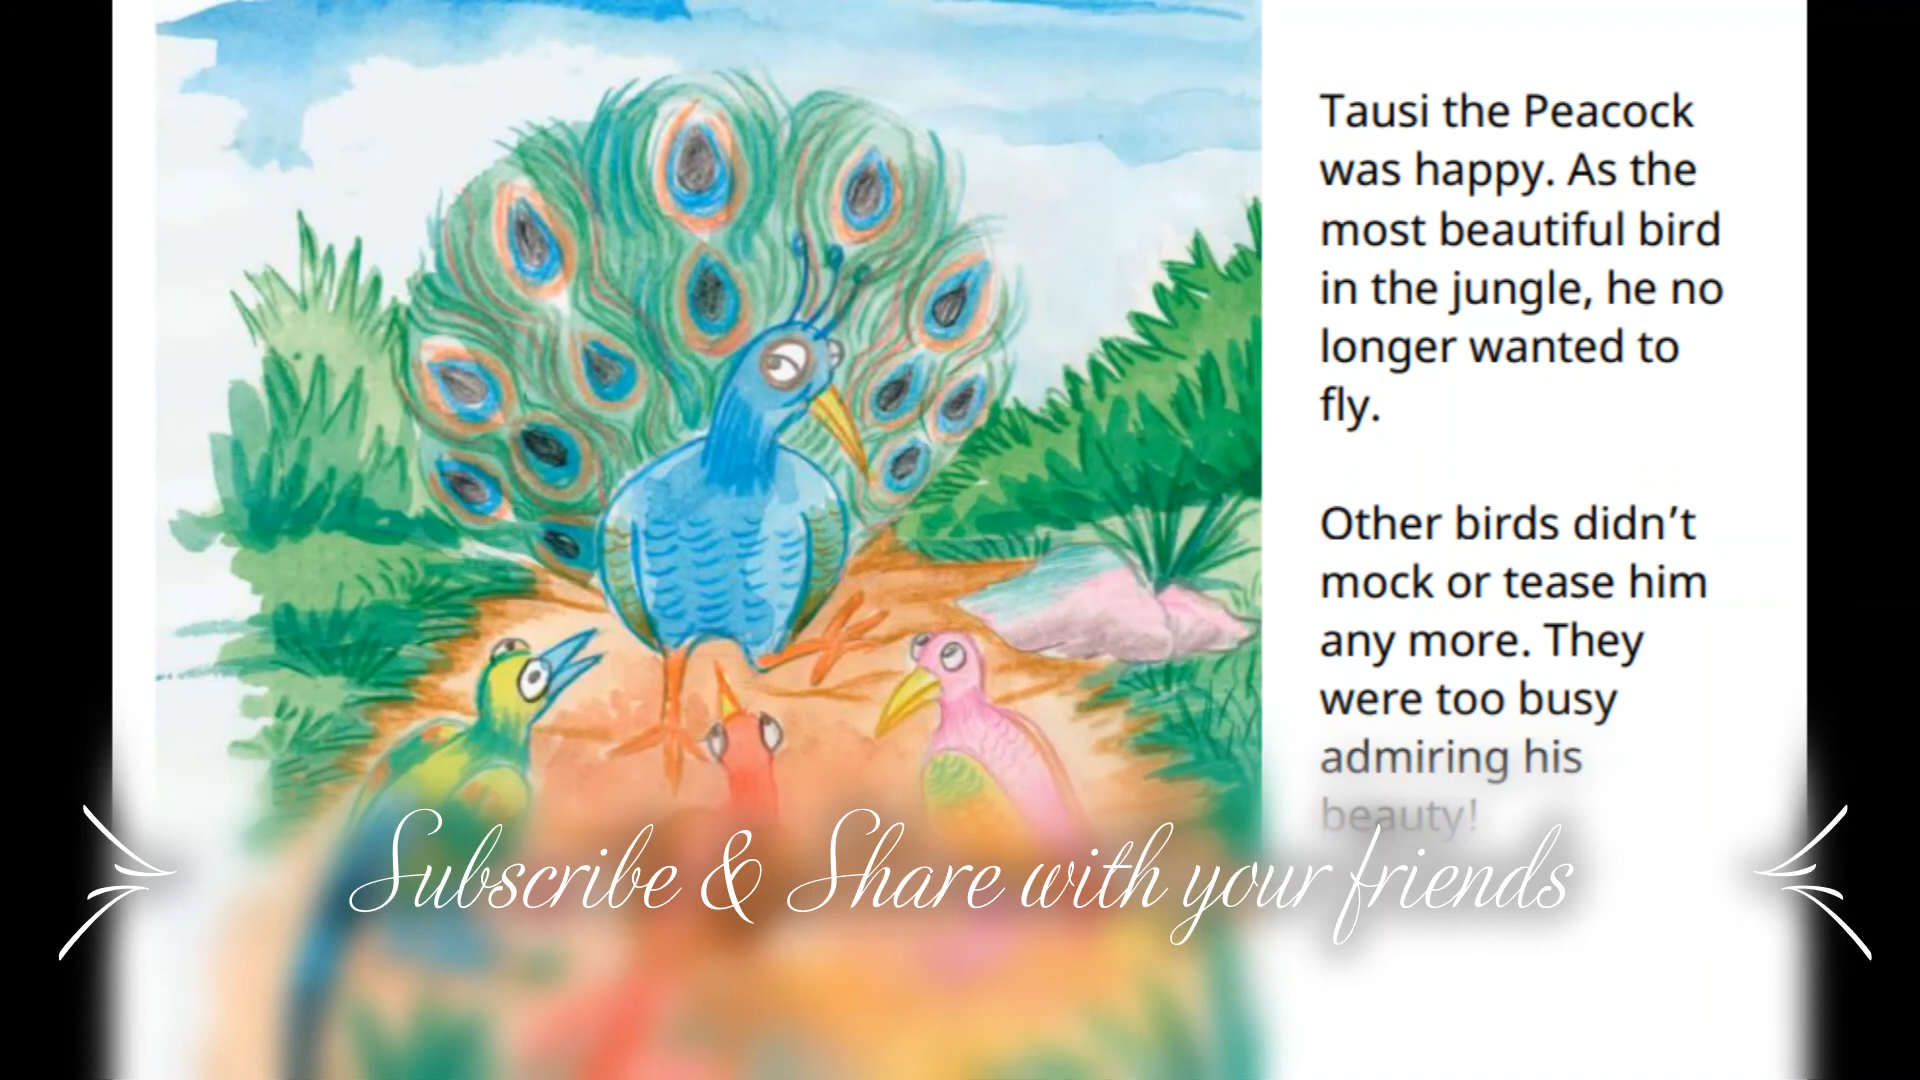 Tausi the Peacock
was happy. As the
most beautiful bird
in the jungle, he no
longer wanted to
fly.
Other birds didn’t
mock or tease him
any more. They
were too busy
admiring his
beauty!
Subscribe & Share with your friends